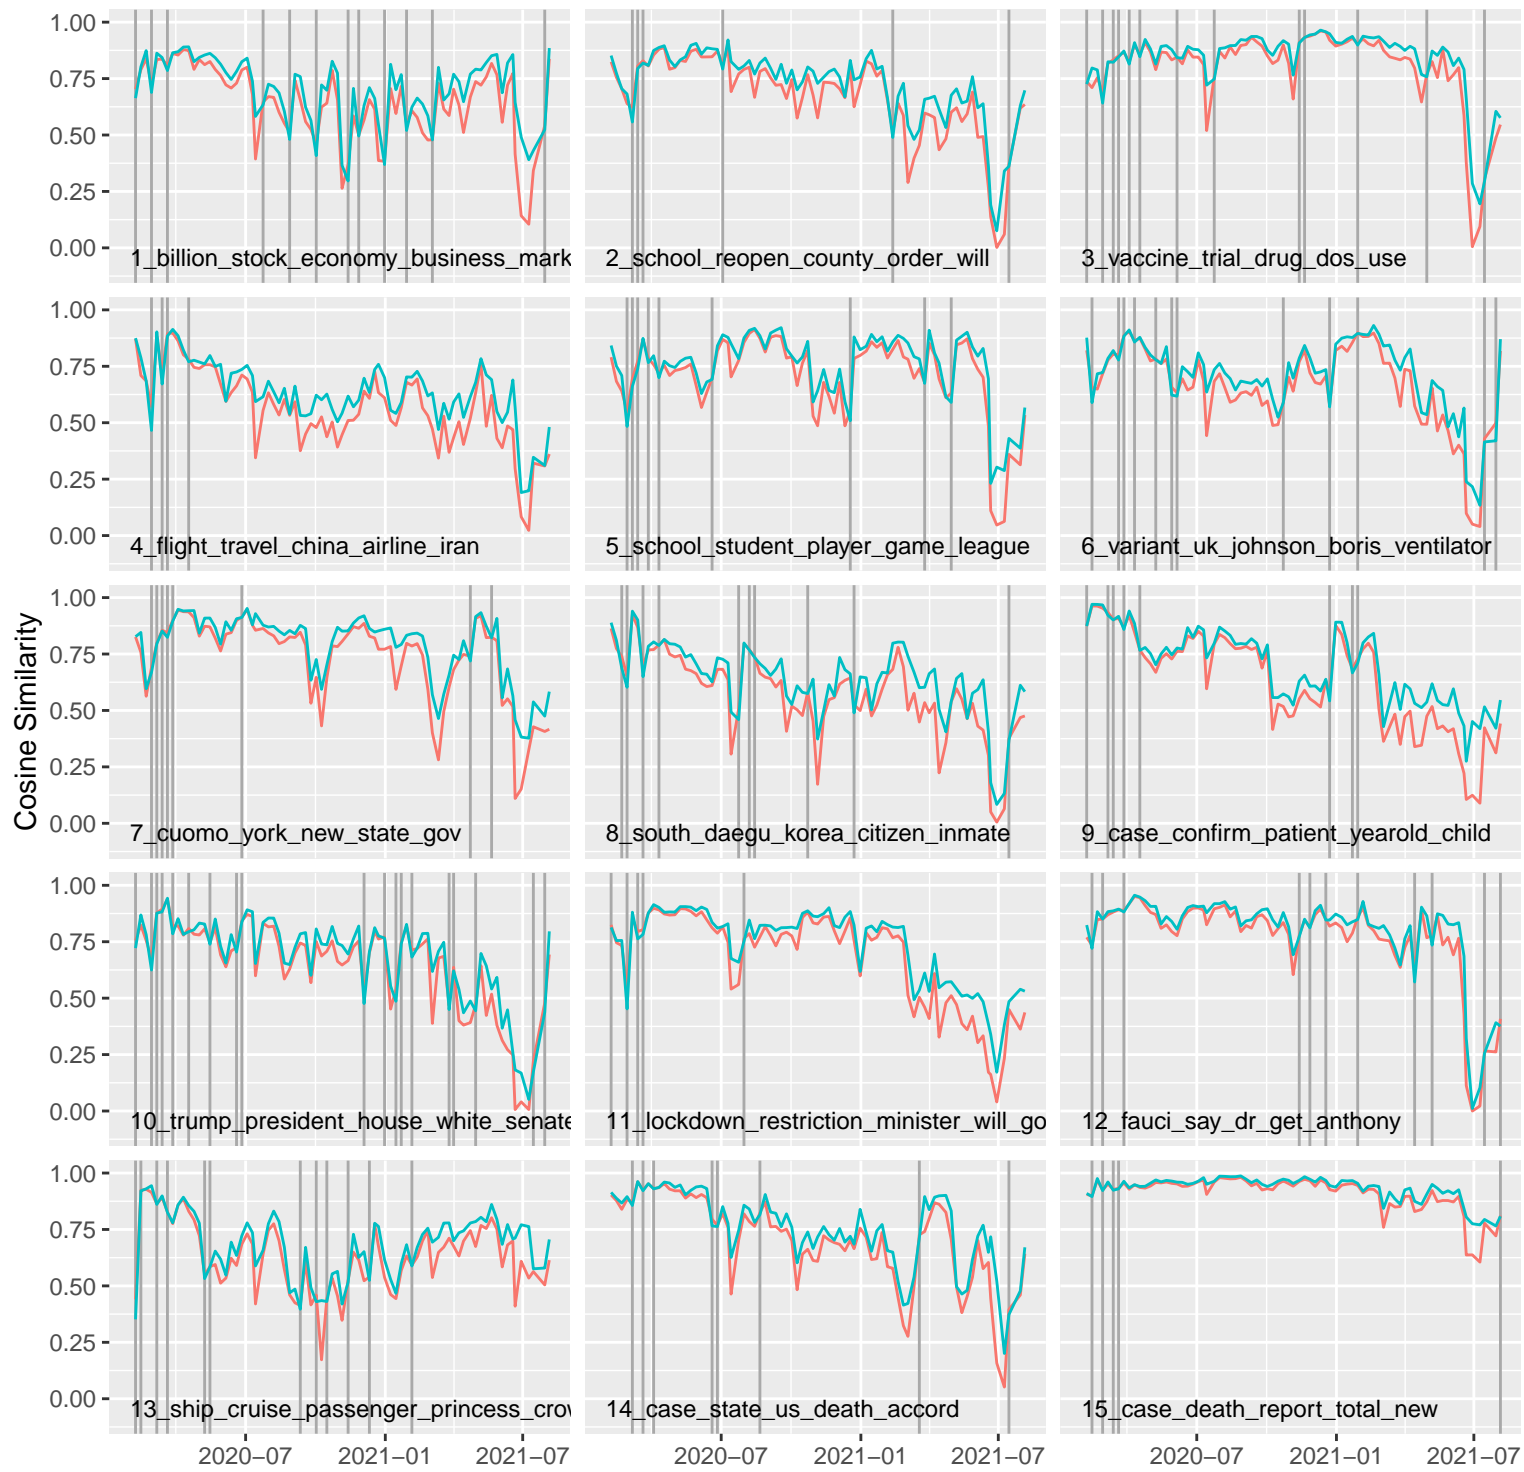 Cosine Similarity
1.00
0.75
0.50
0.25
0.00
1_billion_stock_economy_business_mark
2_school_reopen_county_order_will
3_vaccine_trial_drug_dos_use
1.00
0.75
0.50
0.25
0.00
4_flight_travel_china_airline_iran
5_school_student_player_game_league
6_variant_uk_johnson_boris_ventilator
1.00
0.75
0.50
0.25
0.00
7_cuomo_york_new_state_gov
8_south_daegu_korea_citizen_inmate
9_case_confirm_patient_yearold_child
1.00
0.75
0.50
0.25
0.00
10_trump_president_house_white_senate
11_lockdown_restriction_minister_will_go
12_fauci_say_dr_get_anthony
1.00
0.75
0.50
0.25
0.00
13_ship_cruise_passenger_princess_crow
14_case_state_us_death_accord
15_case_death_report_total_new
2020−07 2021−01 2021−07 2020−07 2021−01 2021−07 2020−07 2021−01 2021−07